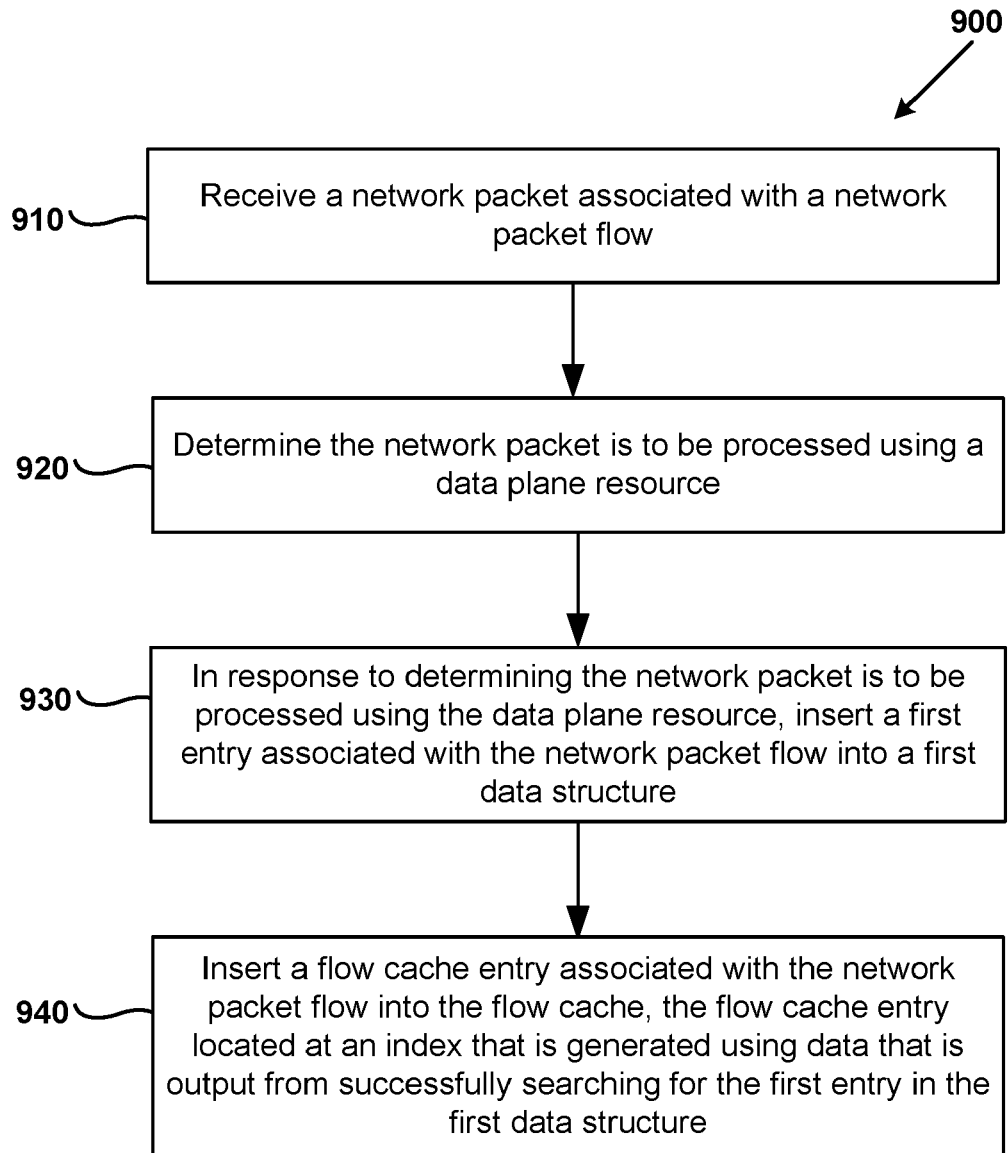 900
910
Receive a network packet associated with a network
packet flow
920
Determine the network packet is to be processed using a
data plane resource
930
In response to determining the network packet is to be
processed using the data plane resource, insert a first
entry associated with the network packet flow into a first
data structure
940
Insert a flow cache entry associated with the network
packet flow into the flow cache, the flow cache entry
located at an index that is generated using data that is
output from successfully searching for the first entry in the
first data structure